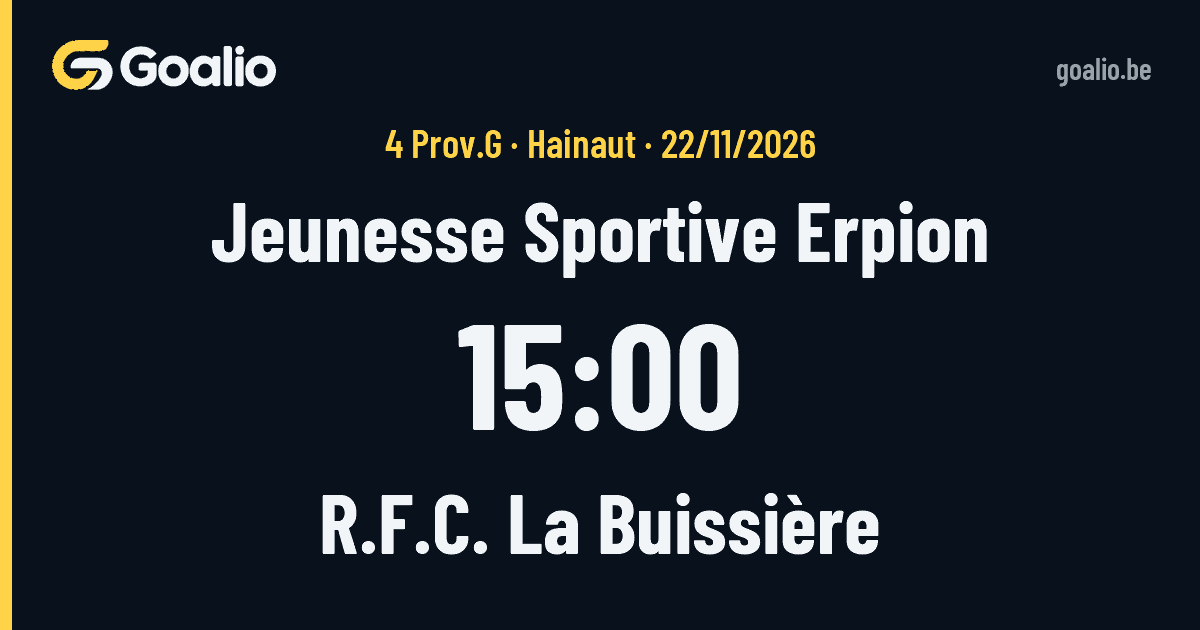 Goalio
goalio.be
4 Prov.G · Hainaut · 22/11/2026
Jeunesse Sportive Erpion
15:00
R.F.C. La Buissière